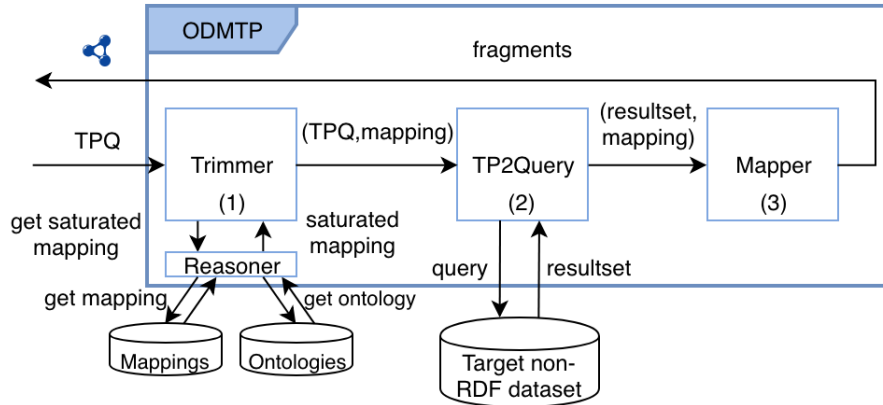 ODMTP
fragments
TPQ
(TPQ,mapping)
(resultset,
mapping)
Trimmer
(1)
TP2Query
(2)
Mapper
(3)
get saturated
mapping
saturated
mapping
Reasoner
query
resultset
get mapping
get ontology
Mappings
Ontologies
Target non-
RDF dataset